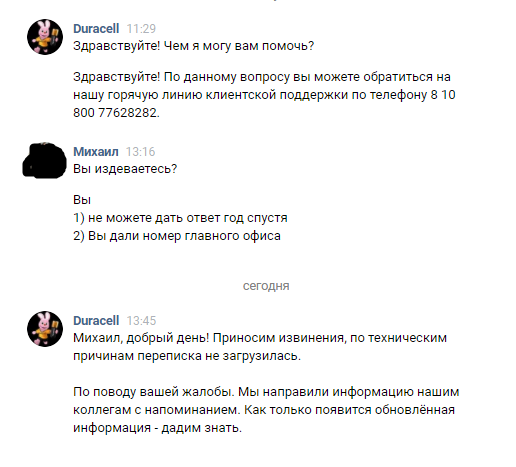 Duracell 11:29
Здравствуйте! Чем я могу вам помочь?
Здравствуйте! По данному вопросу вы можете обратиться на
нашу горячую линию клиентской поддержки по телефону 8 10
800 77628282.
Михаил 13:16
Вы издеваетесь?
Вы
1) не можете дать ответ год спустя
2) Вы дали номер главного офиса
сегодня
Duracell 13:45
Михаил, добрый день! Приносим извинения, по техническим
причинам переписка не загрузилась.
По поводу вашей жалобы. Мы направили информацию нашим
коллегам с напоминанием. Как только появится обновлённая
информация - дадим знать.